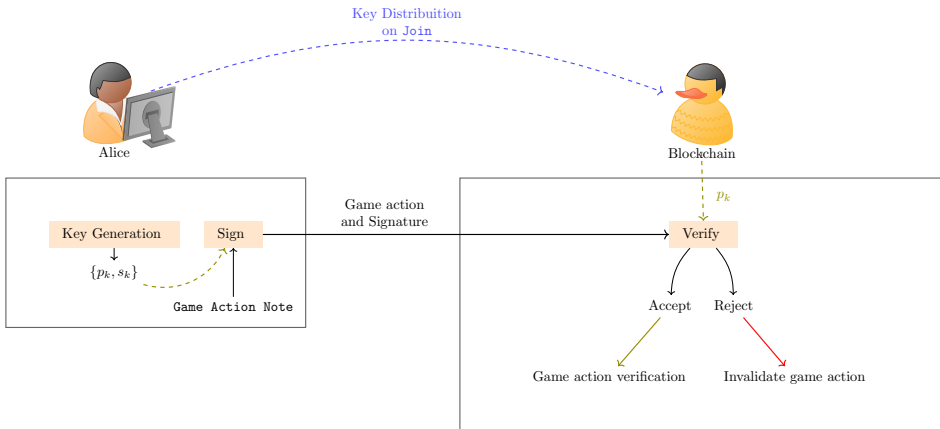 Key Distribuition
on Join
Alice
Blockchain
p_k
Game action
and Signature
Key Generation
Sign
Verify
{p_k, s_k}
Game Action Note
Accept
Reject
Game action verification
Invalidate game action